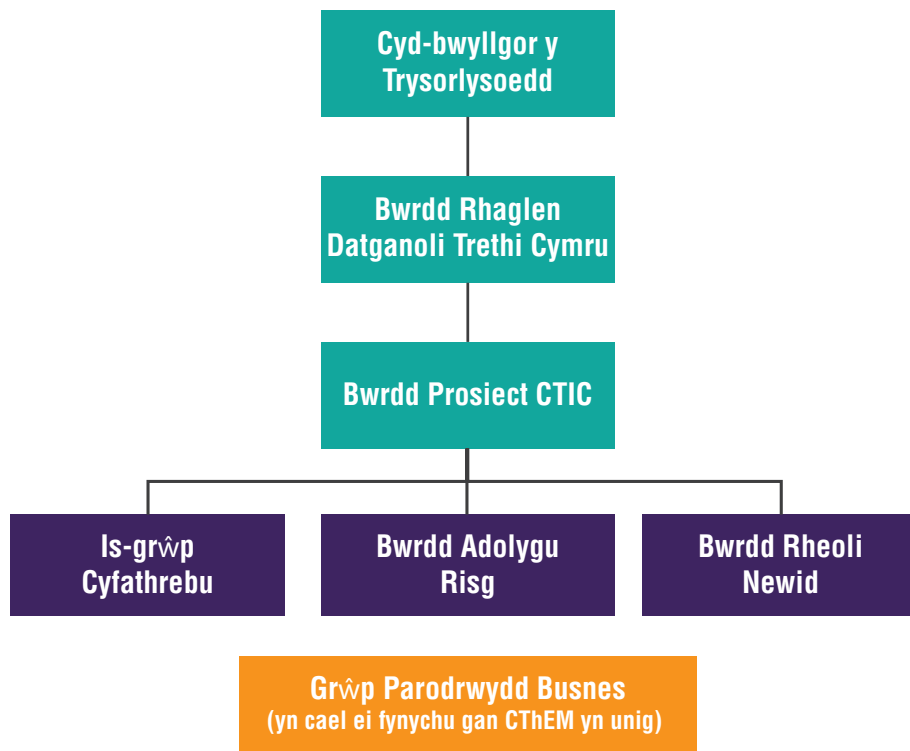 Cyd-bwyllgor y
Trysorlysoedd
Bwrdd Rhaglen
Datganoli Trethi Cymru
Bwrdd Prosiect CTIC
Is-grŵp
Cyfathrebu
Bwrdd Adolygu
Risg
Bwrdd Rheoli
Newid
Grŵp Parodrwydd Busnes
(yn cael ei fynychu gan CThEM yn unig)